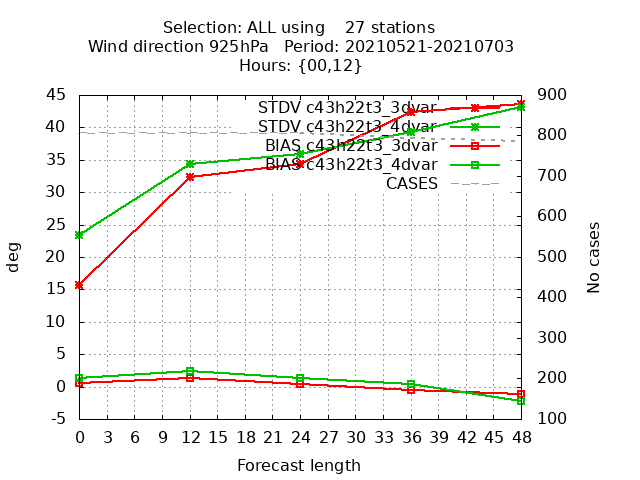 Selection: ALL using 27 stations
Wind direction 925hPa Period: 20210521-20210703
Hours: {00,12}
45 900
STDV c43h22t3_3dvar
40 STDV c43h22t3_4dvar 800
BIAS c43h22t3_3dvar
35 BIAS c43h22t3_4dvar 700
CASES
30 600
25
20 500
15 400
10 300
5
0 200
-5 100
deg
No cases
0 3 6 9 12 15 18 21 24 27 30 33 36 39 42 45 48
Forecast length